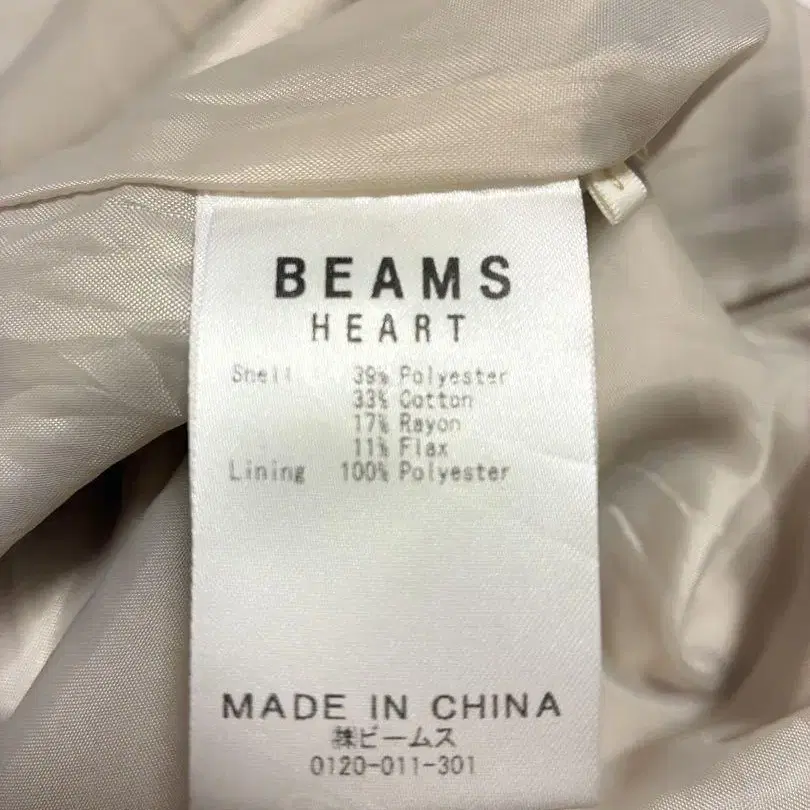 BEAMS
HEART
Shell 39% Polyester
33% Cotton
17% Rayon
11% Flax
Lining 100% Polyester
MADE IN CHINA
㈱ビームス
0120-011-301